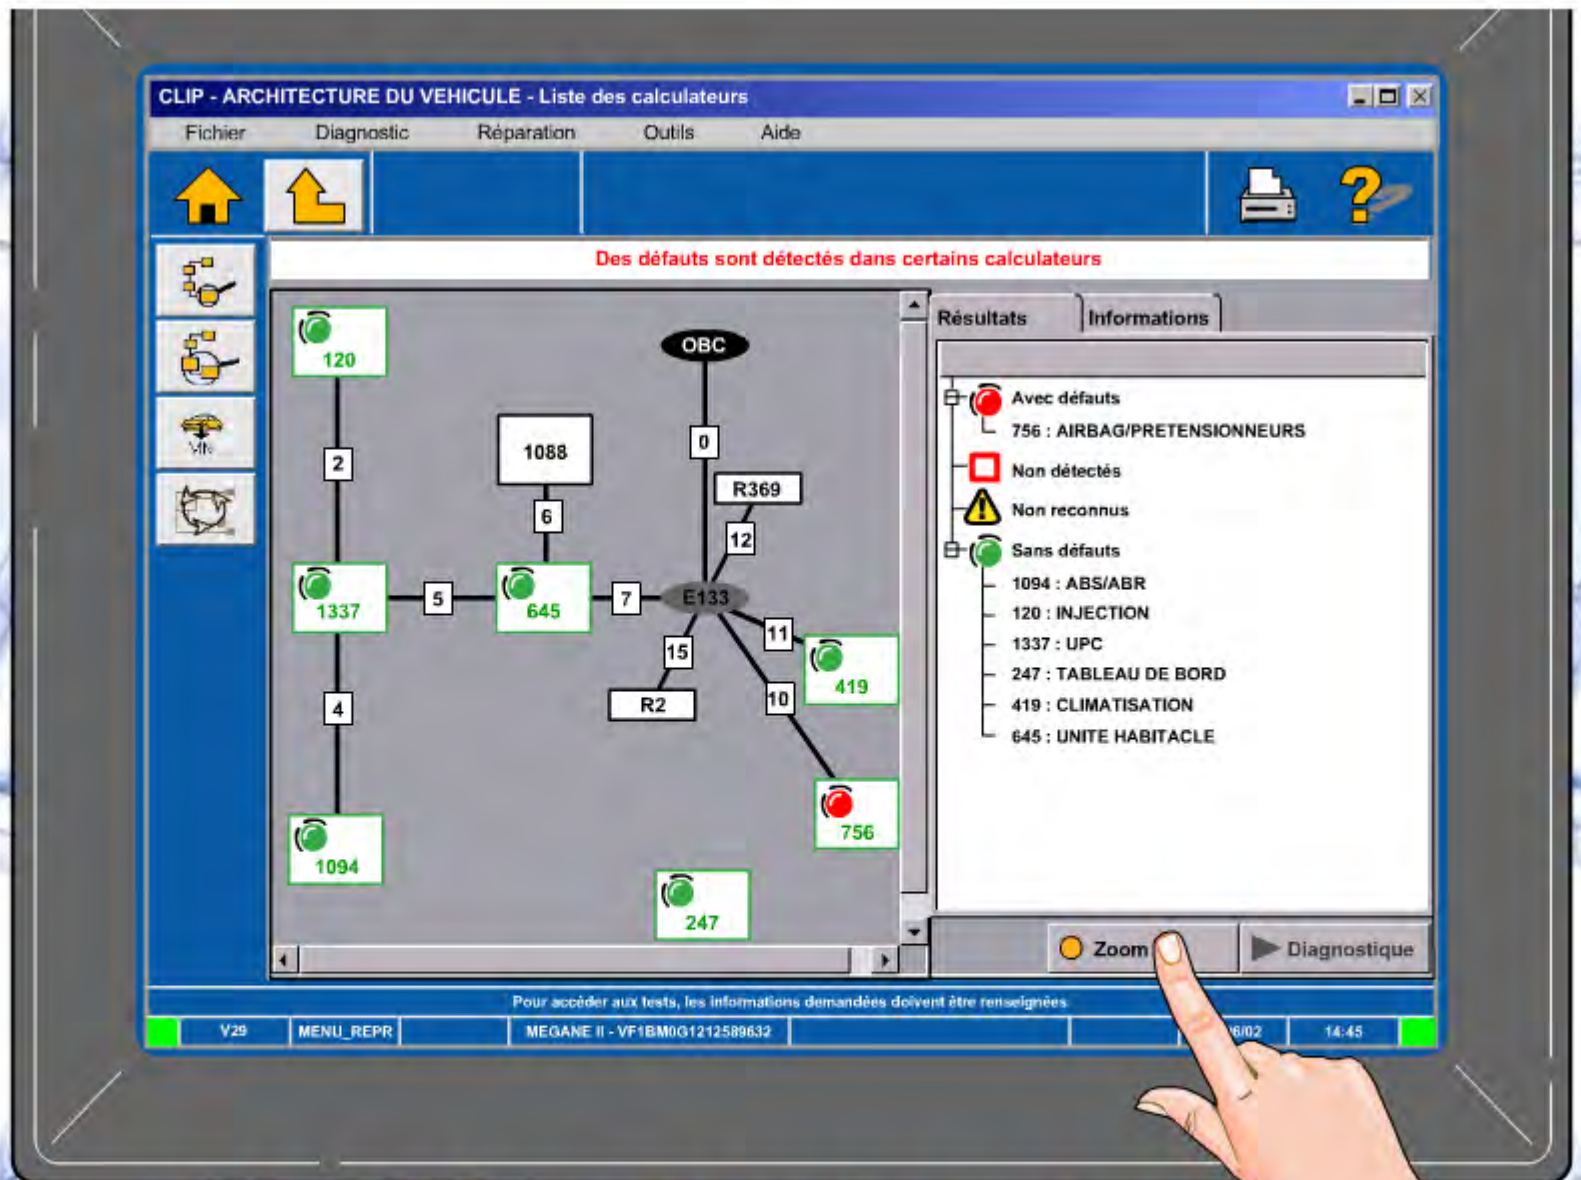 CLIP - ARCHITECTURE DU VEHICULE - Liste des calculateurs
Fichier Diagnostic Réparation Outils Aide
VIN
Des défauts sont détectés dans certains calculateurs
120
OBC
2
1088
0
R369
6
12
1337
5
645
7
E133
11
15
419
4
R2
10
756
1094
247
Résultats Informations
Avec défauts
756 : AIRBAG/PRETENSIONNEURS
Non détectés
Non reconnus
Sans défauts
1094 : ABS/ABR
120 : INJECTION
1337 : UPC
247 : TABLEAU DE BORD
419 : CLIMATISATION
645 : UNITE HABITACLE
Zoom Diagnostique
Pour accéder aux tests, les informations demandées doivent être renseignées
V29 MENU_REPR MEGANE II - VF1BM0G1212589632 6/02 14:45